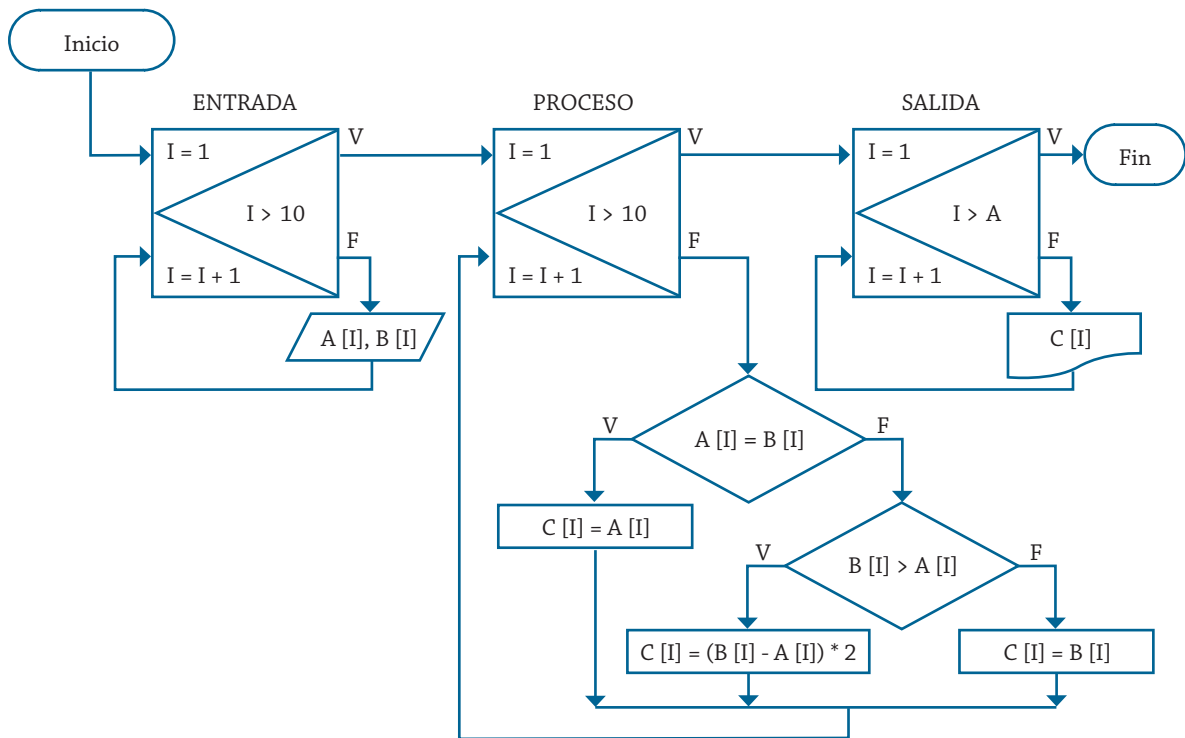 Inicio
ENTRADA
I = 1
V
I > 10
F
I = I + 1
A [I], B [I]
PROCESO
I = 1
V
I > 10
F
I = I + 1
SALIDA
I = 1
V
Fin
I > A
F
I = I + 1
C [I]
V
A [I] = B [I]
F
C [I] = A [I]
V
B [I] > A [I]
F
C [I] = (B [I] - A [I]) * 2
C [I] = B [I]